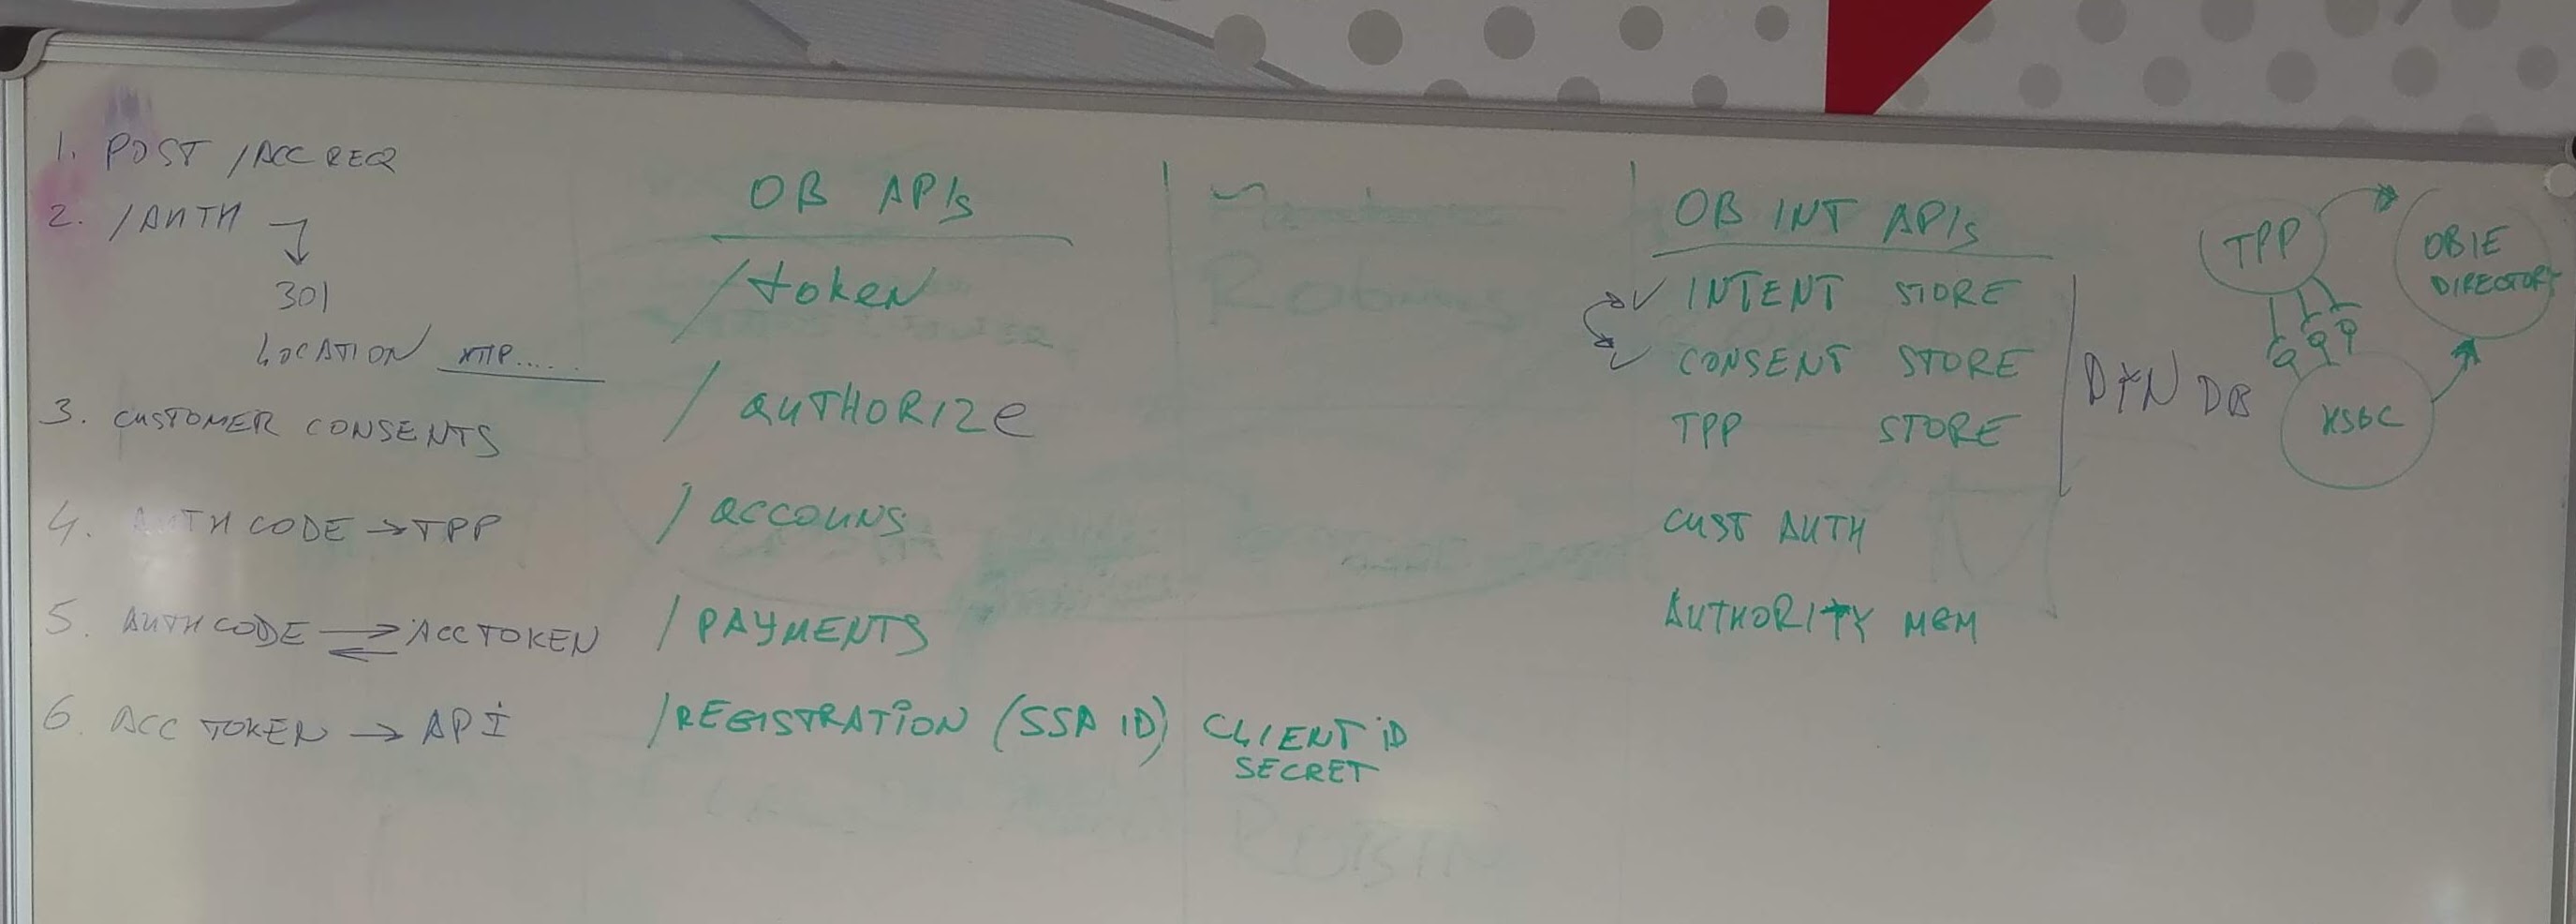 1. POST /ACC REQ
2. /AUTH
301
LOCATION HTTP.....
3. CUSTOMER CONSENTS
4. AUTH CODE → TPP
5. AUTH CODE ⇄ ACC TOKEN
6. ACC TOKEN → API
OB APIs
/token
/ AUTHORIZE
/ ACCOUNS
/ PAYMENTS
/REGISTRATION (SSA ID) CLIENT ID
SECRET
OB INT APIs
INTENT STORE
CONSENT STORE
TPP STORE
CUST AUTH
AUTHORITY MGM
DYN DB
TPP
OBIE
DIRECTORY
HSBC